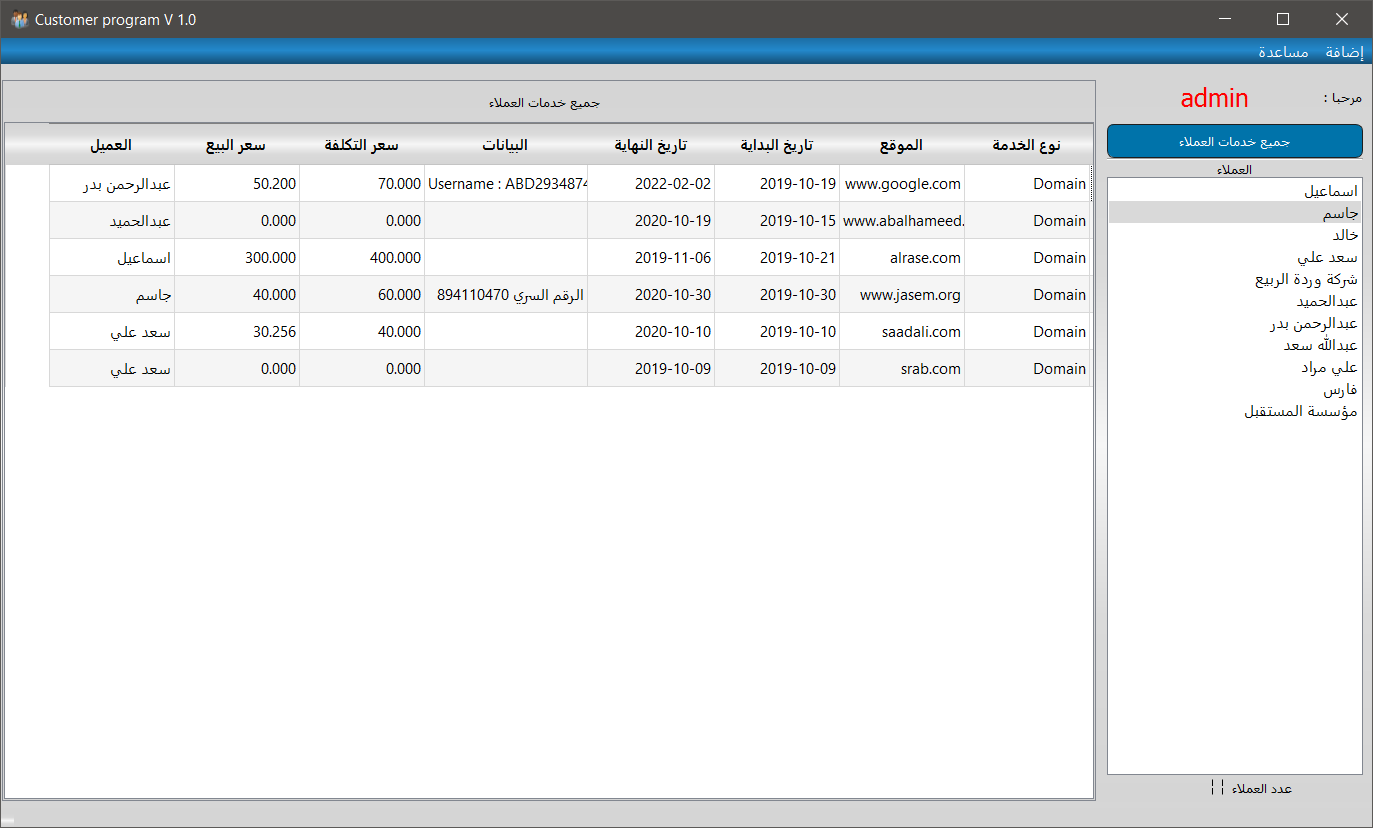 Customer program V 1.0
إضافة مساعدة
مرحبا : admin
جميع خدمات العملاء
العملاء
اسماعيل
جاسم
خالد
سعد علي
شركة وردة الربيع
عبدالحميد
عبدالرحمن بدر
عبدالله سعد
علي مراد
فارس
مؤسسة المستقبل
عدد العملاء
جميع خدمات العملاء
نوع الخدمة الموقع تاريخ البداية تاريخ النهاية البيانات سعر التكلفة سعر البيع العميل
Domain www.google.com 2019-10-19 2022-02-02 Username : ABD2934874 70.000 50.200 عبدالرحمن بدر
Domain www.abalhameed. 2019-10-15 2020-10-19 0.000 0.000 عبدالحميد
Domain alrase.com 2019-10-21 2019-11-06 400.000 300.000 اسماعيل
Domain www.jasem.org 2019-10-30 2020-10-30 الرقم السري 894110470 60.000 40.000 جاسم
Domain saadali.com 2019-10-10 2020-10-10 40.000 30.256 سعد علي
Domain srab.com 2019-10-09 2019-10-09 0.000 0.000 سعد علي